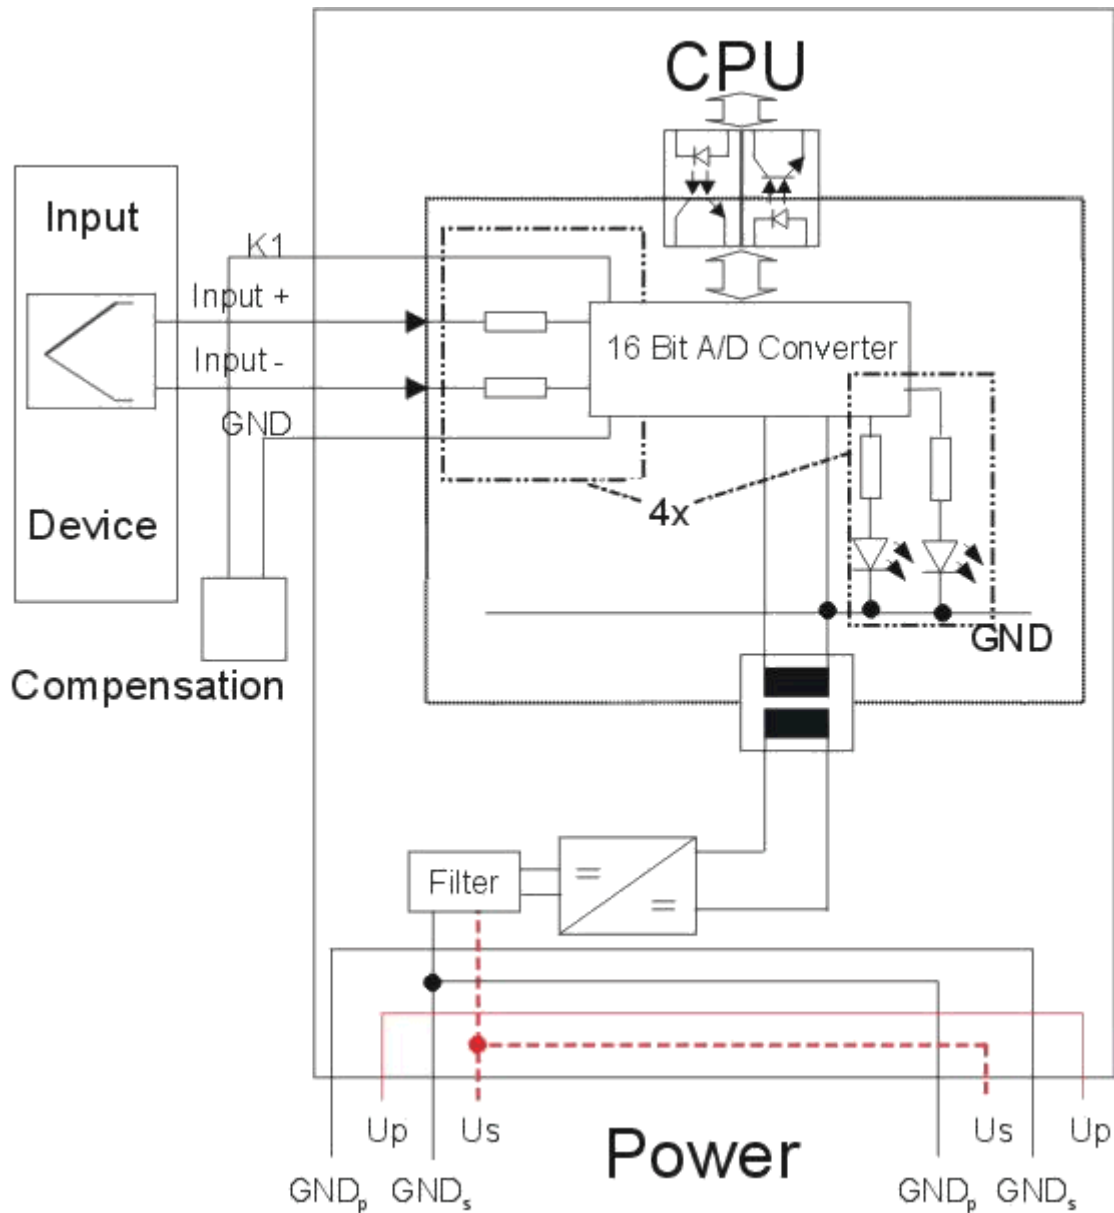 CPU
Input
K1
Input +
16 Bit A/D Converter
Input -
GND
4x
Device
GND
Compensation
Filter
Up
Us
Power
Us
Up
GNDp
GNDs
GNDp
GNDs